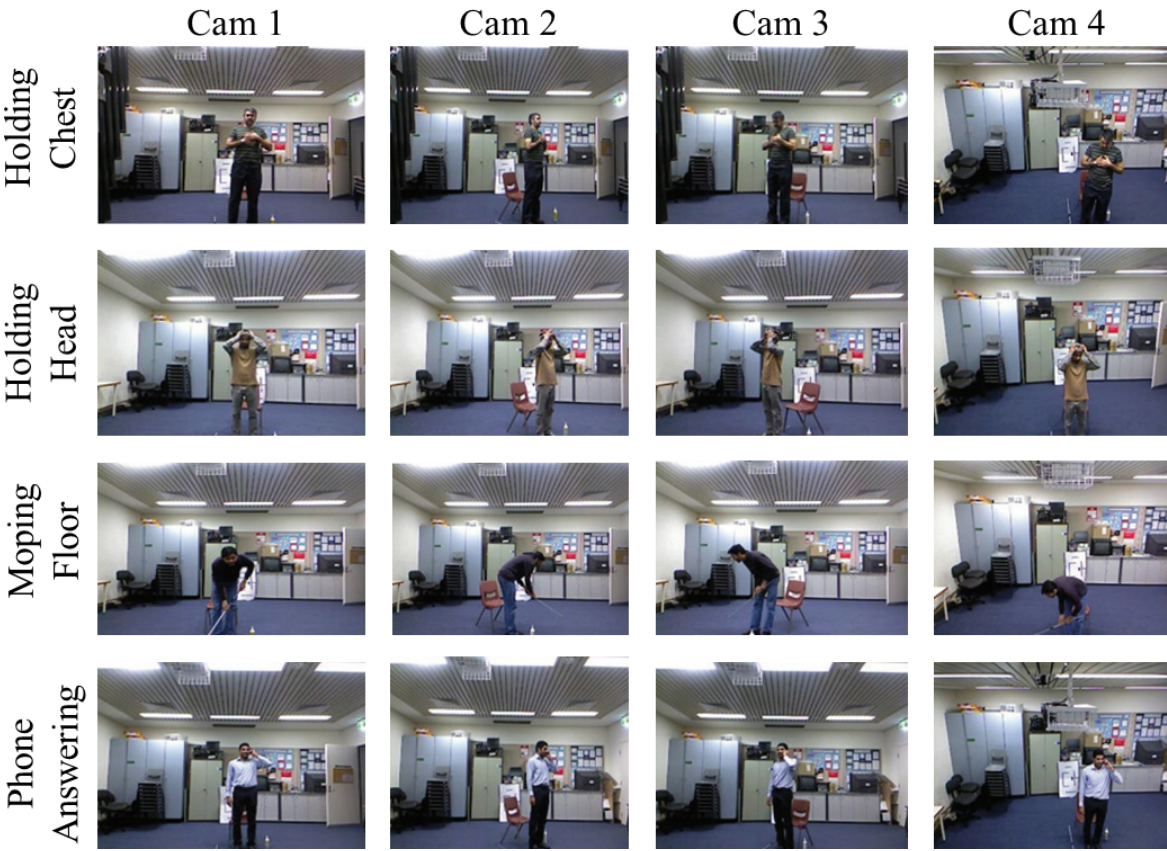 Cam 1
Cam 2
Cam 3
Cam 4
Holding
Chest
Holding
Head
Moping
Floor
Phone
Answering